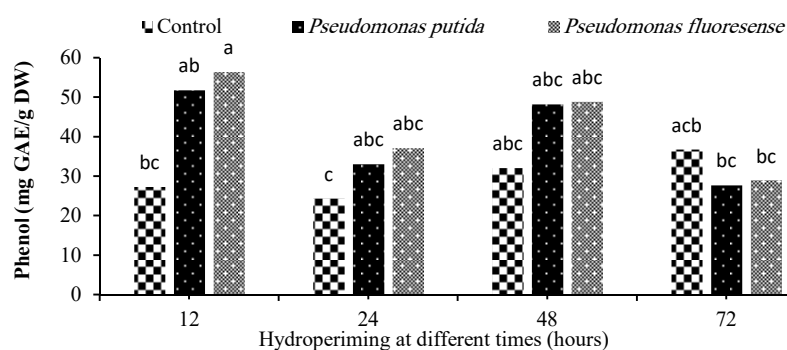 Control Pseudomonas putida Pseudomonas fluoresense
Phenol (mg GAE/g DW)
60
50
40
30
20
10
0
bc ab a
c abc abc
abc abc abc
acb bc bc
12 24 48 72
Hydroperiming at different times (hours)